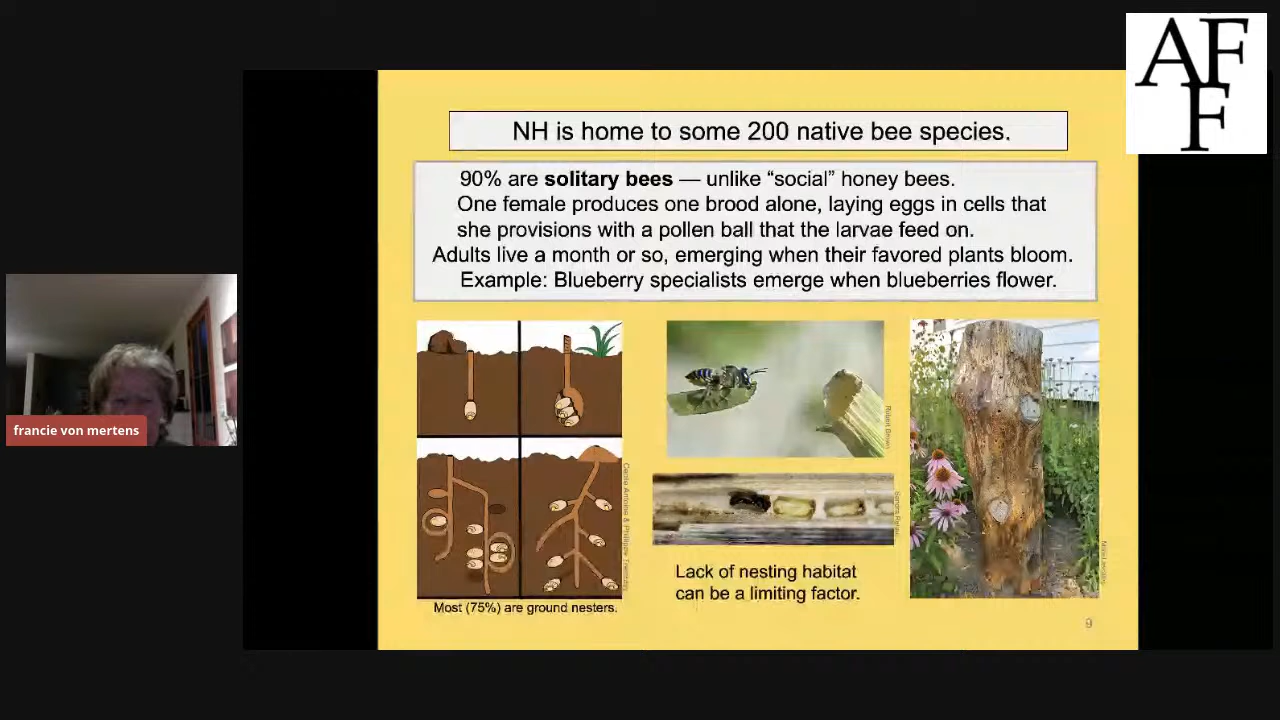 AF
F
NH is home to some 200 native bee species.
90% are solitary bees — unlike “social” honey bees.
One female produces one brood alone, laying eggs in cells that
she provisions with a pollen ball that the larvae feed on.
Adults live a month or so, emerging when their favored plants bloom.
Example: Blueberry specialists emerge when blueberries flower.
francie von mertens
Lack of nesting habitat
can be a limiting factor.
Most (75%) are ground nesters.
9